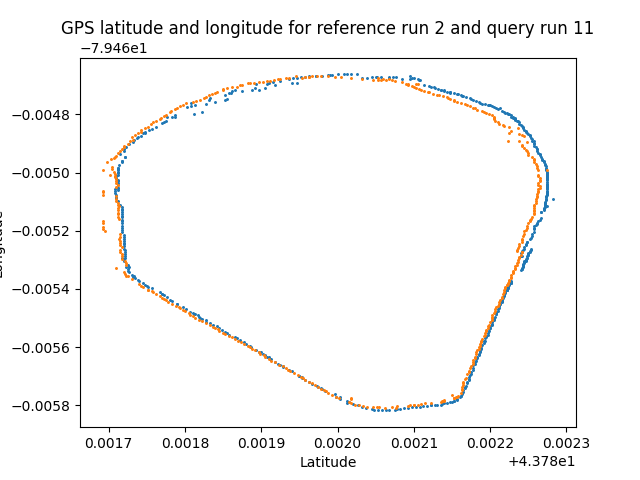 GPS latitude and longitude for reference run 2 and query run 11
−7.946e1
−0.0048
−0.0050
−0.0052
−0.0054
−0.0056
−0.0058
Longitude
0.0017 0.0018 0.0019 0.0020 0.0021 0.0022 0.0023
Latitude
+4.378e1